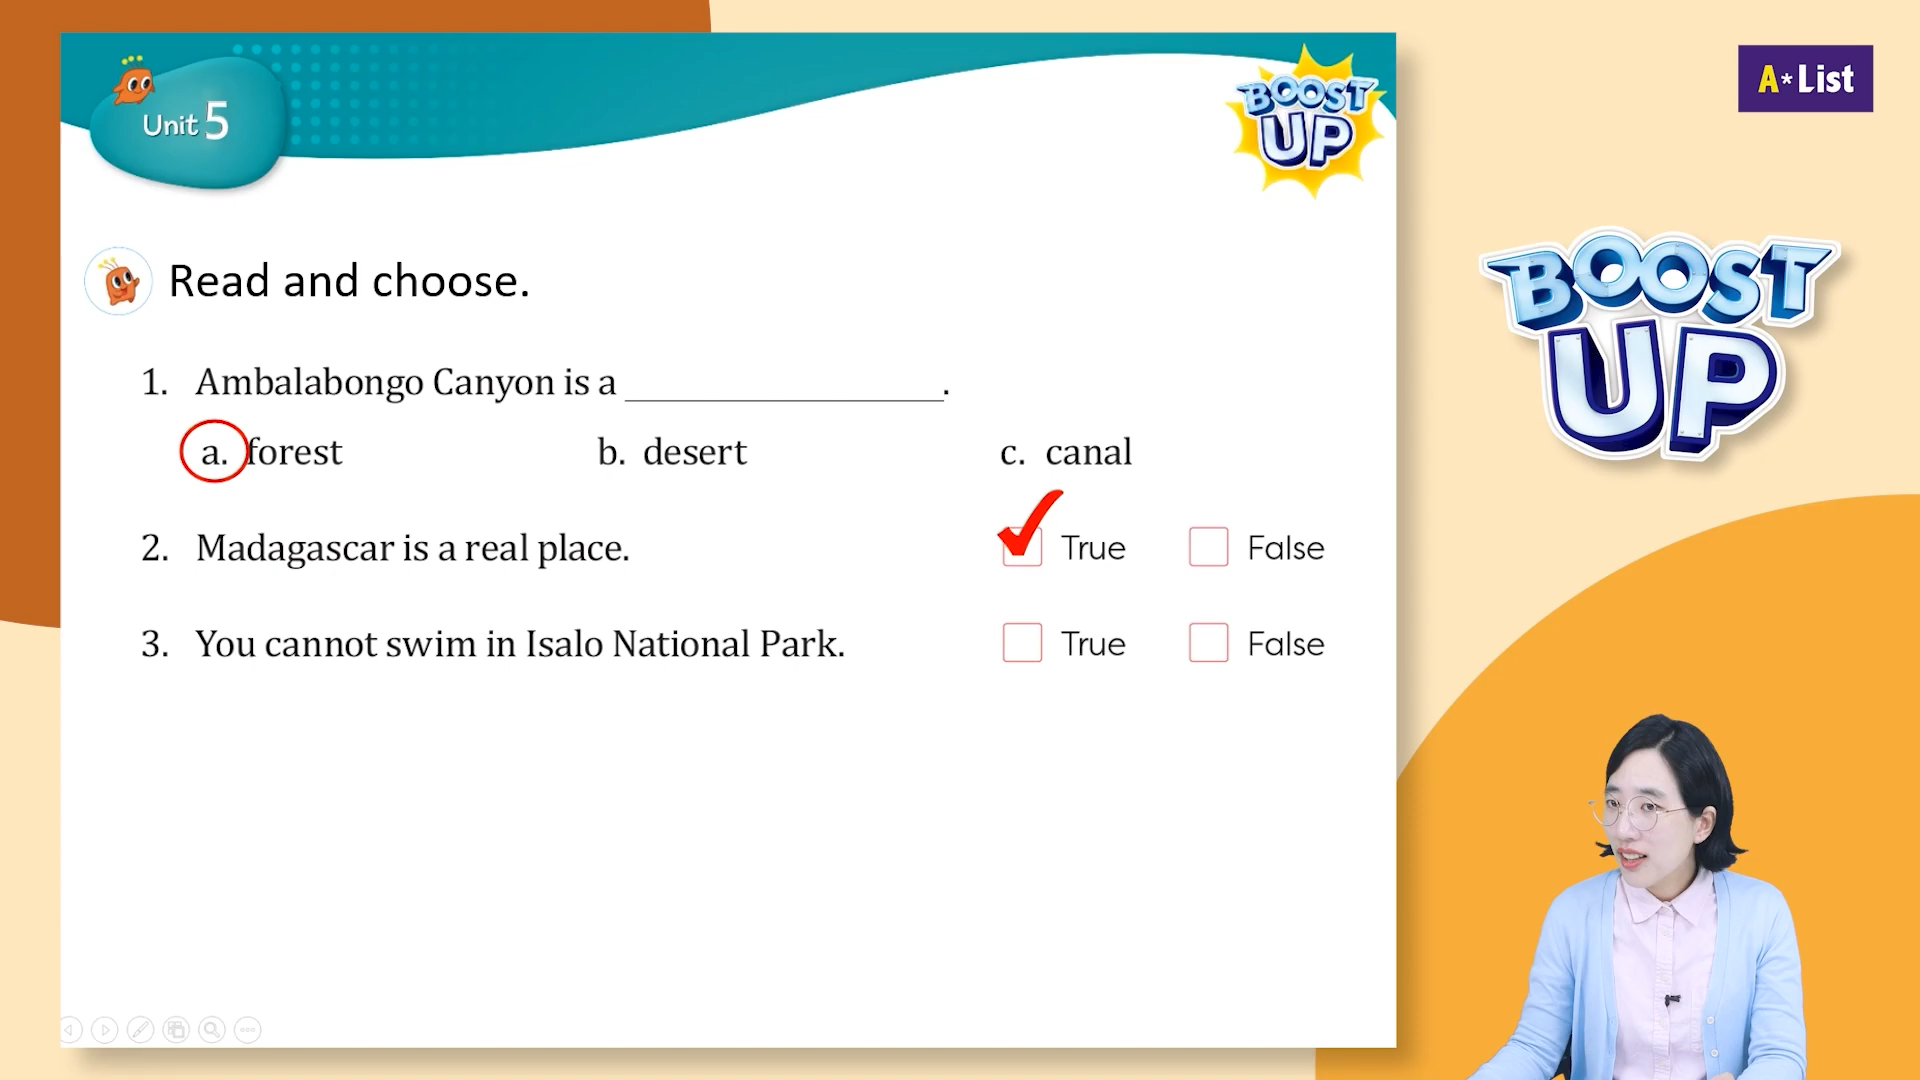 Unit 5
BOOST
UP
A*List
BOOST
UP
Read and choose.
1. Ambalabongo Canyon is a ____________________.
a. forest b. desert c. canal
2. Madagascar is a real place. True False
3. You cannot swim in Isalo National Park. True False